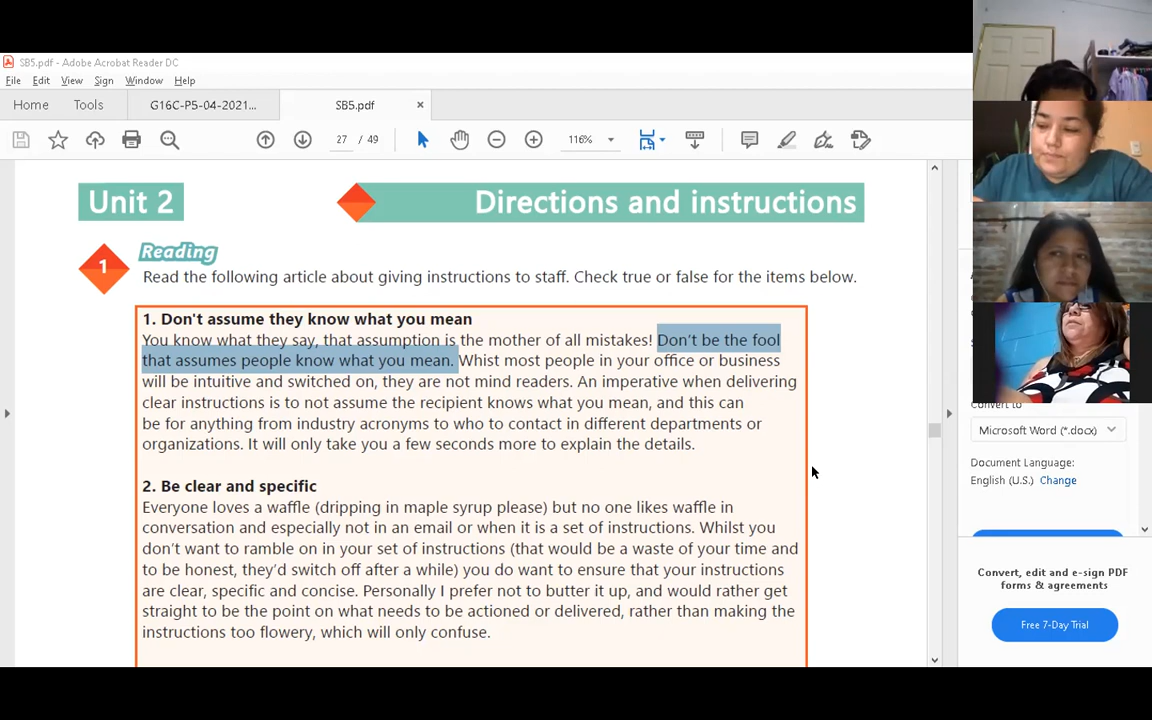 SB5.pdf - Adobe Acrobat Reader DC
File Edit View Sign Window Help
Home Tools G16C-P5-04-2021... SB5.pdf ×
27 / 49 116%
Unit 2 Directions and instructions
Reading
1
Read the following article about giving instructions to staff. Check true or false for the items below.
1. Don't assume they know what you mean
You know what they say, that assumption is the mother of all mistakes! Don't be the fool
that assumes people know what you mean. Whist most people in your office or business
will be intuitive and switched on, they are not mind readers. An imperative when delivering
clear instructions is to not assume the recipient knows what you mean, and this can
be for anything from industry acronyms to who to contact in different departments or
organizations. It will only take you a few seconds more to explain the details.
2. Be clear and specific
Everyone loves a waffle (dripping in maple syrup please) but no one likes waffle in
conversation and especially not in an email or when it is a set of instructions. Whilst you
don't want to ramble on in your set of instructions (that would be a waste of your time and
to be honest, they'd switch off after a while) you do want to ensure that your instructions
are clear, specific and concise. Personally I prefer not to butter it up, and would rather get
straight to be the point on what needs to be actioned or delivered, rather than making the
instructions too flowery, which will only confuse.
Microsoft Word (*.docx)
Document Language:
English (U.S.) Change
Convert, edit and e-sign PDF
forms & agreements
Free 7-Day Trial